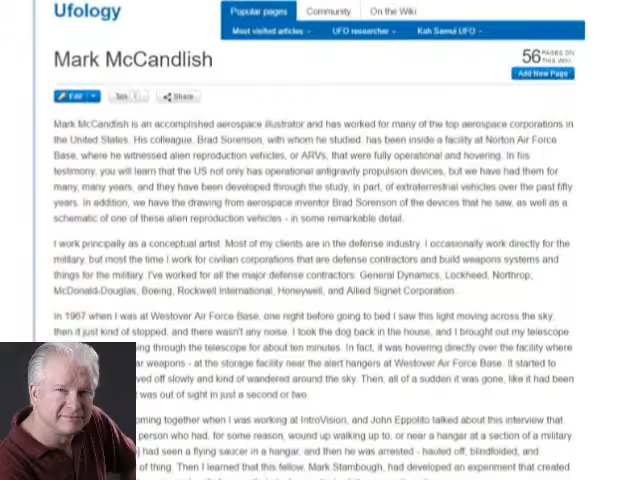 Ufology
Popular pages
Community
On the Wiki
Most visited articles
UFO researcher
Kah Samui UFO
Mark McCandlish
56 PAGES ON THIS WIKI
Add New Page
Edit
Talk
Share
Mark McCandlish is an accomplished aerospace illustrator and has worked for many of the top aerospace corporations in
the United States. His colleague, Brad Sorenson, with whom he studied, has been inside a facility at Norton Air Force
Base, where he witnessed alien reproduction vehicles, or ARVs, that were fully operational and hovering. In his
testimony, you will learn that the US not only has operational antigravity propulsion devices, but we have had them for
many, many years, and they have been developed through the study, in part, of extraterrestrial vehicles over the past fifty
years. In addition, we have the drawing from aerospace inventor Brad Sorenson of the devices that he saw, as well as a
schematic of one of these alien reproduction vehicles - in some remarkable detail.
I work principally as a conceptual artist. Most of my clients are in the defense industry. I occasionally work directly for the
military, but most the time I work for civilian corporations that are defense contractors and build weapons systems and
things for the military. I've worked for all the major defense contractors: General Dynamics, Lockheed, Northrop,
McDonald-Douglas, Boeing, Rockwell International, Honeywell, and Allied Signet Corporation.
In 1967 when I was at Westover Air Force Base, one night before going to bed I saw this light moving across the sky,
then it just kind of stopped, and there wasn't any noise. I took the dog back in the house, and I brought out my telescope
ing through the telescope for about ten minutes. In fact, it was hovering directly over the facility where
ar weapons - at the storage facility near the alert hangers at Westover Air Force Base. It started to
ved off slowly and kind of wandered around the sky. Then, all of a sudden it was gone, like it had been
was out of sight in just a second or two.
oming together when I was working at IntroVision, and John Eppolito talked about this interview that
person who had, for some reason, wound up walking up to, or near a hangar at a section of a military
had seen a flying saucer in a hangar, and then he was arrested - hauled off, blindfolded, and
of thing. Then I learned that this fellow, Mark Stambough, had developed an experiment that created